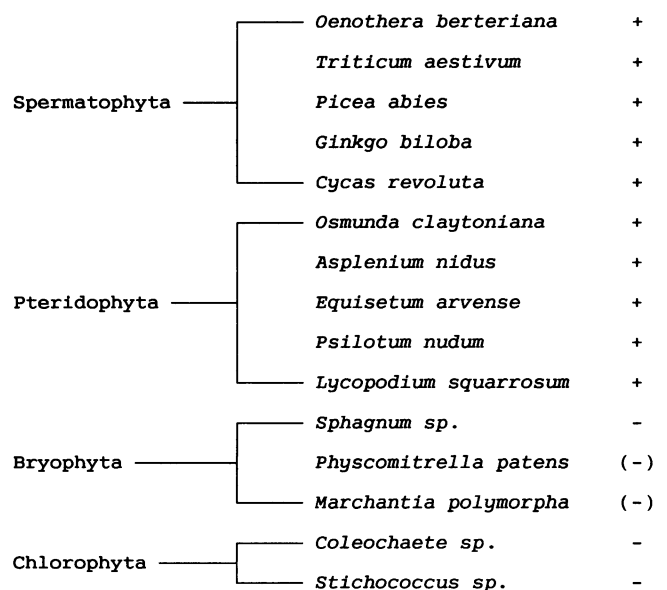 Oenothera berteriana +
Triticum aestivum +
Spermatophyta Picea abies +
Ginkgo biloba +
Cycas revoluta +
Osmunda claytoniana +
Asplenium nidus +
Pteridophyta Equisetum arvense +
Psilotum nudum +
Lycopodium squarrosum +
Sphagnum sp. -
Bryophyta Physcomitrella patens (-)
Marchantia polymorpha (-)
Coleochaete sp. -
Chlorophyta
Stichococcus sp. -